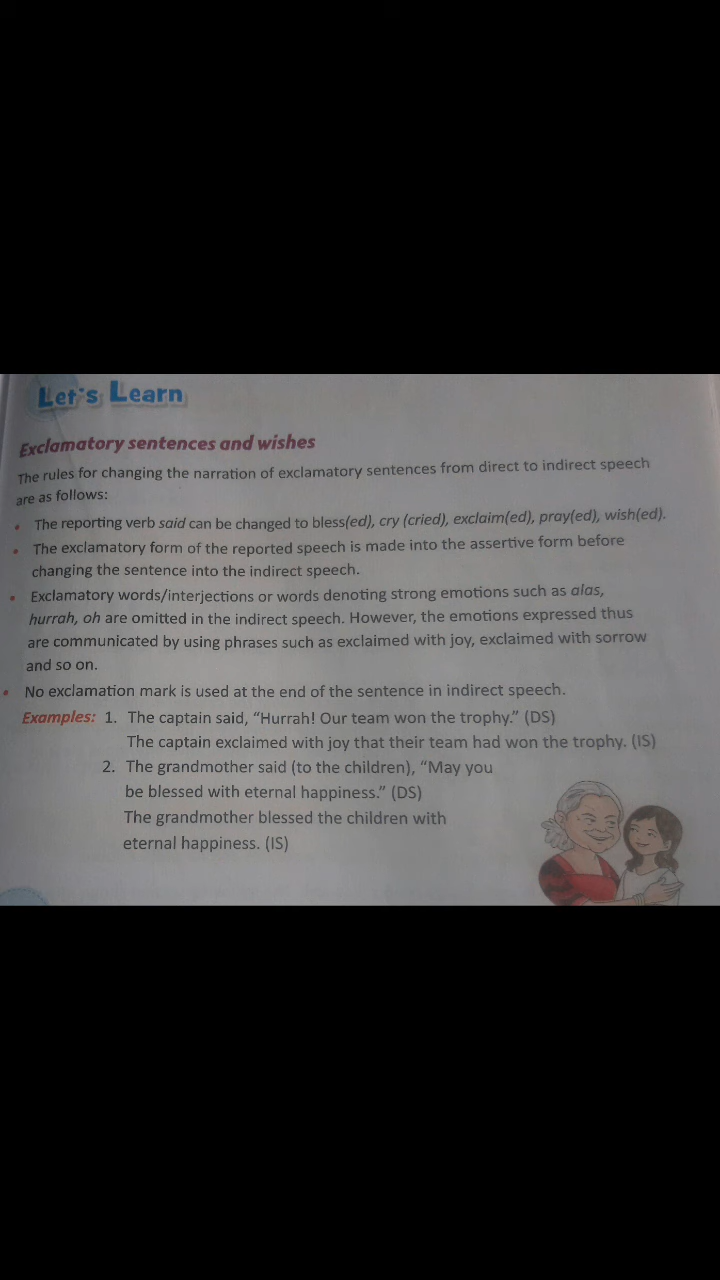 Let's Learn
Exclamatory sentences and wishes
The rules for changing the narration of exclamatory sentences from direct to indirect speech
are as follows:
• The reporting verb said can be changed to bless(ed), cry (cried), exclaim(ed), pray(ed), wish(ed).
• The exclamatory form of the reported speech is made into the assertive form before
changing the sentence into the indirect speech.
• Exclamatory words/interjections or words denoting strong emotions such as alas,
hurrah, oh are omitted in the indirect speech. However, the emotions expressed thus
are communicated by using phrases such as exclaimed with joy, exclaimed with sorrow
and so on.
• No exclamation mark is used at the end of the sentence in indirect speech.
Examples: 1. The captain said, “Hurrah! Our team won the trophy.” (DS)
The captain exclaimed with joy that their team had won the trophy. (IS)
2. The grandmother said (to the children), “May you
be blessed with eternal happiness.” (DS)
The grandmother blessed the children with
eternal happiness. (IS)